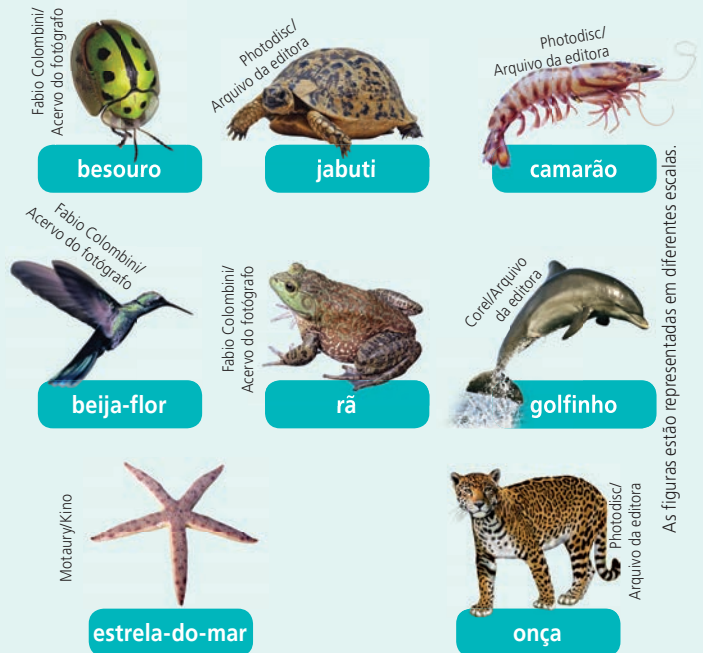 Fabio Colombini/
Acervo do fotógrafo
besouro
Photodisc/
Arquivo da editora
jabuti
Photodisc/
Arquivo da editora
camarão
Fabio Colombini/
Acervo do fotógrafo
beija-flor
Fabio Colombini/
Acervo do fotógrafo
rã
Corel/Arquivo
da editora
golfinho
Motaury/Kino
estrela-do-mar
Photodisc/
Arquivo da editora
onça
As figuras estão representadas em diferentes escalas.